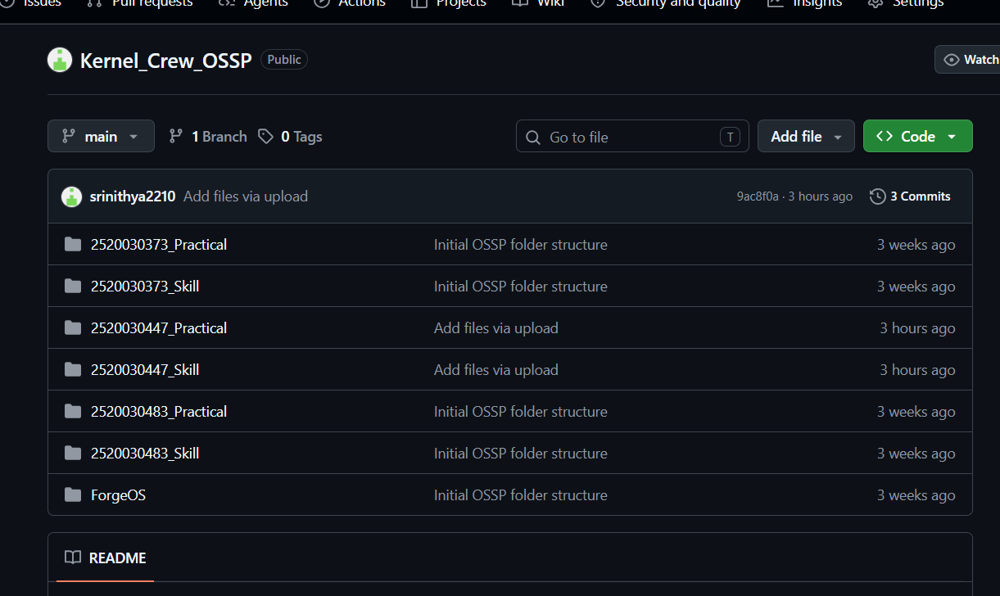 Issues Pull requests Agents Actions Projects Wiki Security and quality Insights Settings
Kernel_Crew_OSSP Public Watch
main 1 Branch 0 Tags Go to file T Add file Code
srinithya2210 Add files via upload 9ac8f0a · 3 hours ago 3 Commits
2520030373_Practical Initial OSSP folder structure 3 weeks ago
2520030373_Skill Initial OSSP folder structure 3 weeks ago
2520030447_Practical Add files via upload 3 hours ago
2520030447_Skill Add files via upload 3 hours ago
2520030483_Practical Initial OSSP folder structure 3 weeks ago
2520030483_Skill Initial OSSP folder structure 3 weeks ago
ForgeOS Initial OSSP folder structure 3 weeks ago
README